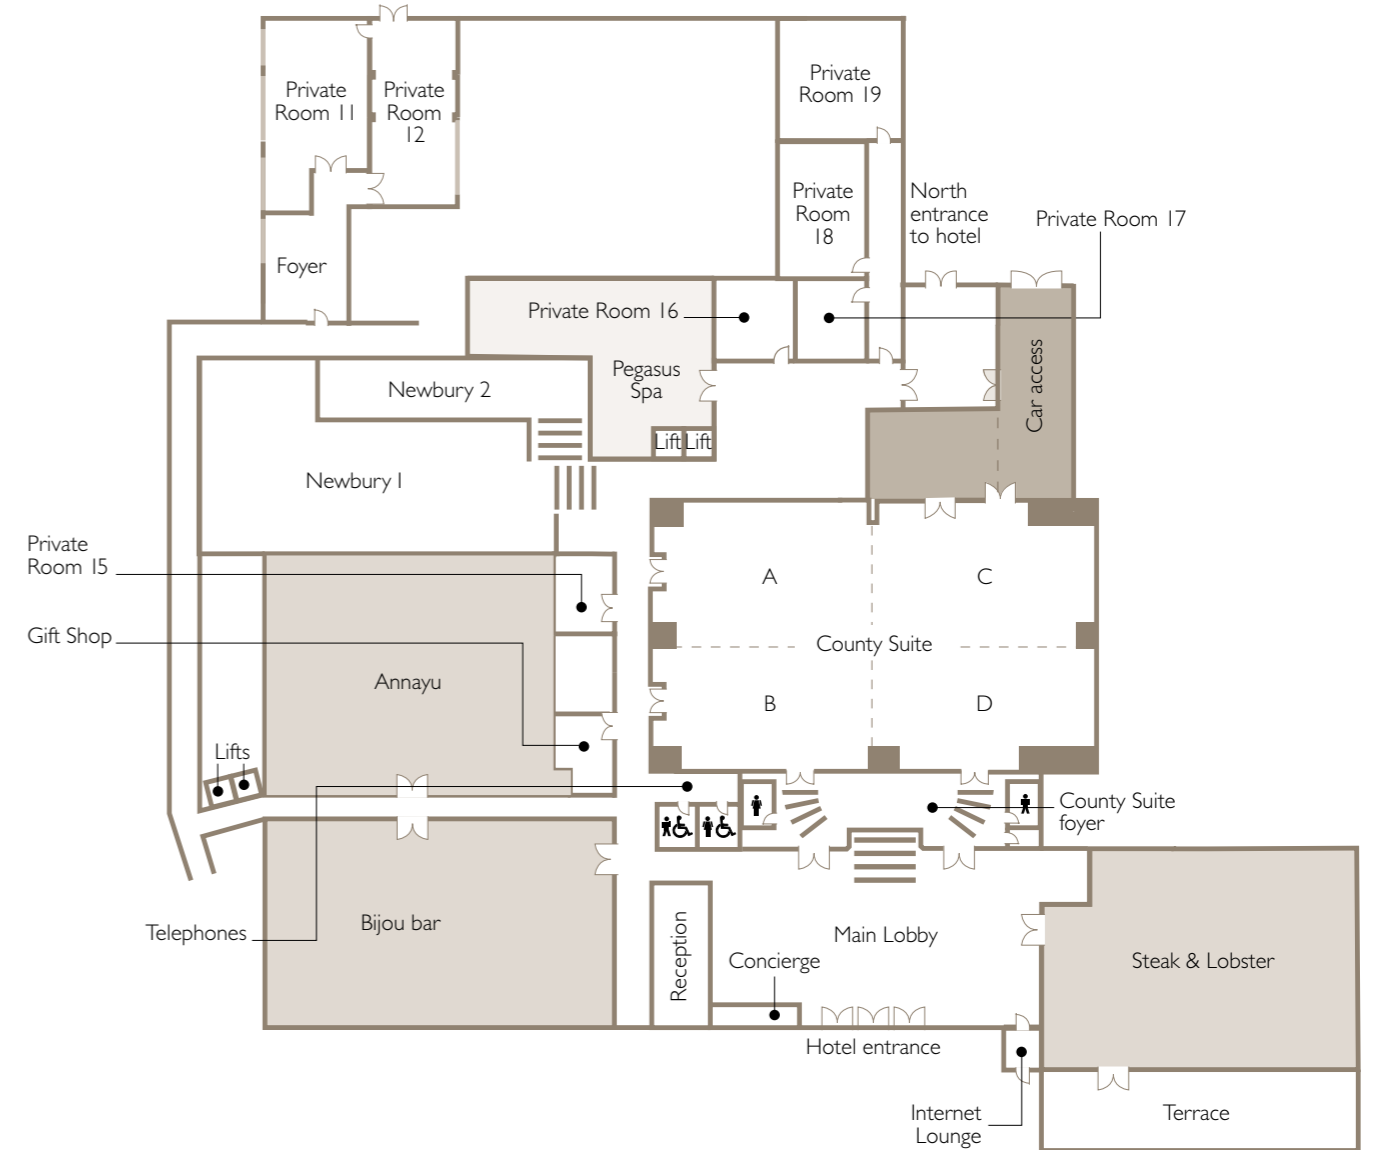 Private
Room 11
Private
Room
12
Private
Room 19
Private
Room
18
North
entrance
to hotel
Private Room 17
Foyer
Private Room 16
Pegasus
Spa
Car access
Newbury 2
Lift
Lift
Newbury 1
Private
Room 15
A
C
Gift Shop
County Suite
Annayu
B
D
Lifts
County Suite
foyer
Telephones
Bijou bar
Reception
Main Lobby
Concierge
Steak & Lobster
Hotel entrance
Internet
Lounge
Terrace